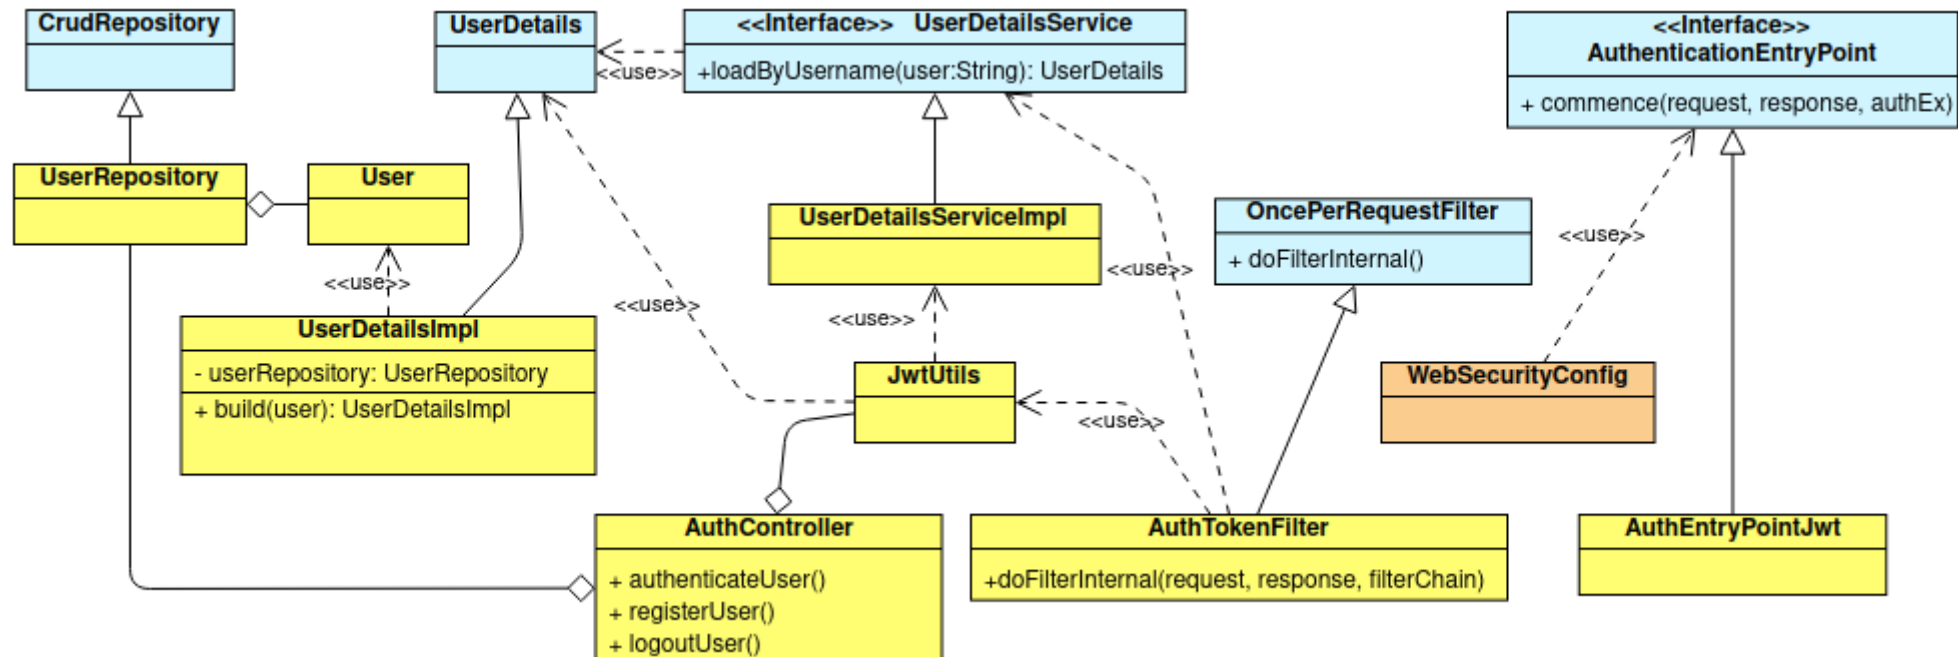 CrudRepository
UserDetails
<<Interface>> UserDetailsService
+loadByUsername(user:String): UserDetails
<<use>>
<<Interface>>
AuthenticationEntryPoint
+ commence(request, response, authEx)
UserRepository
User
UserDetailsServiceImpl
OncePerRequestFilter
+ doFilterInternal()
<<use>>
<<use>>
<<use>>
<<use>>
<<use>>
UserDetailsImpl
- userRepository: UserRepository
+ build(user): UserDetailsImpl
JwtUtils
WebSecurityConfig
<<use>>
AuthController
+ authenticateUser()
+ registerUser()
+ logoutUser()
AuthTokenFilter
+doFilterInternal(request, response, filterChain)
AuthEntryPointJwt